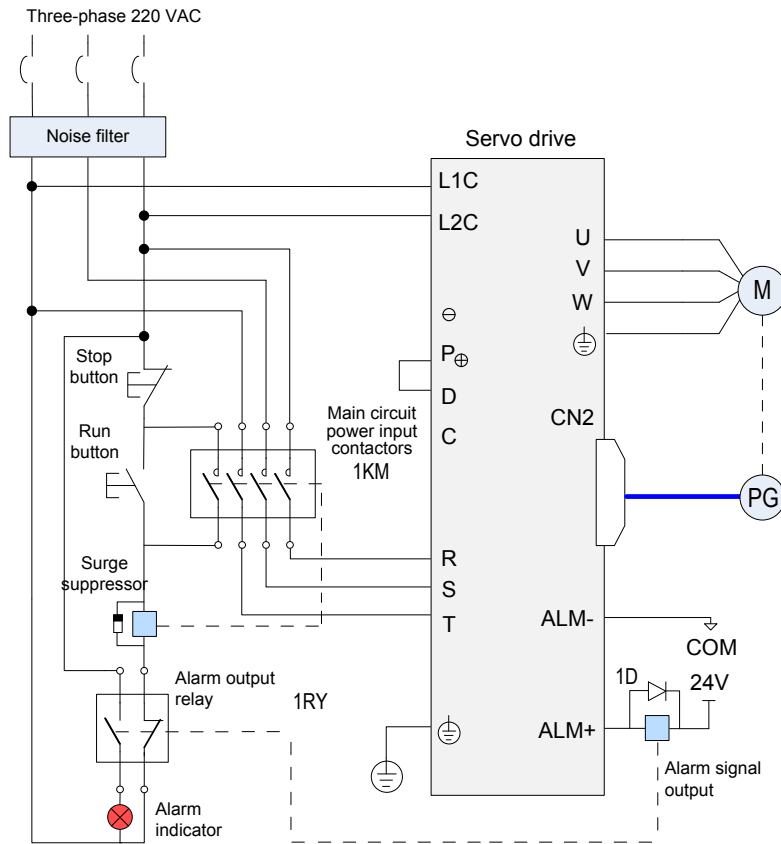 Three-phase 220 VAC
Noise filter
Servo drive
L1C
L2C
U
V
M
W
⊖
P⊕
D
C
CN2
PG
Stop
button
Run
button
Main circuit
power input
contactors
1KM
Surge
suppressor
R
S
T
ALM-
COM
1D
24V
Alarm output
relay
1RY
ALM+
Alarm signal
output
Alarm
indicator